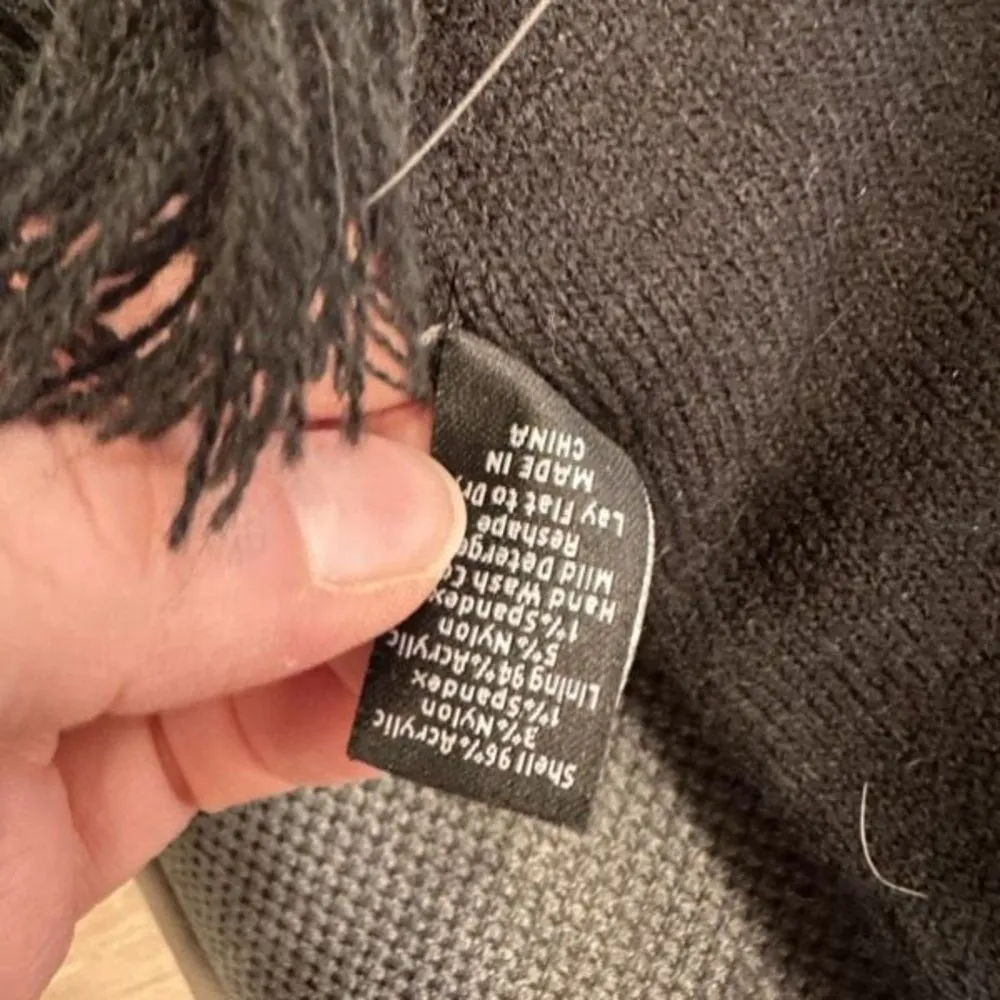 Shell 96% Acrylic
3% Nylon
1% Spandex
Lining 94% Acrylic
5% Nylon
1% Spandex
Hand Wash
Mild
Reshape
Lay Flat to
MADE IN
CHINA